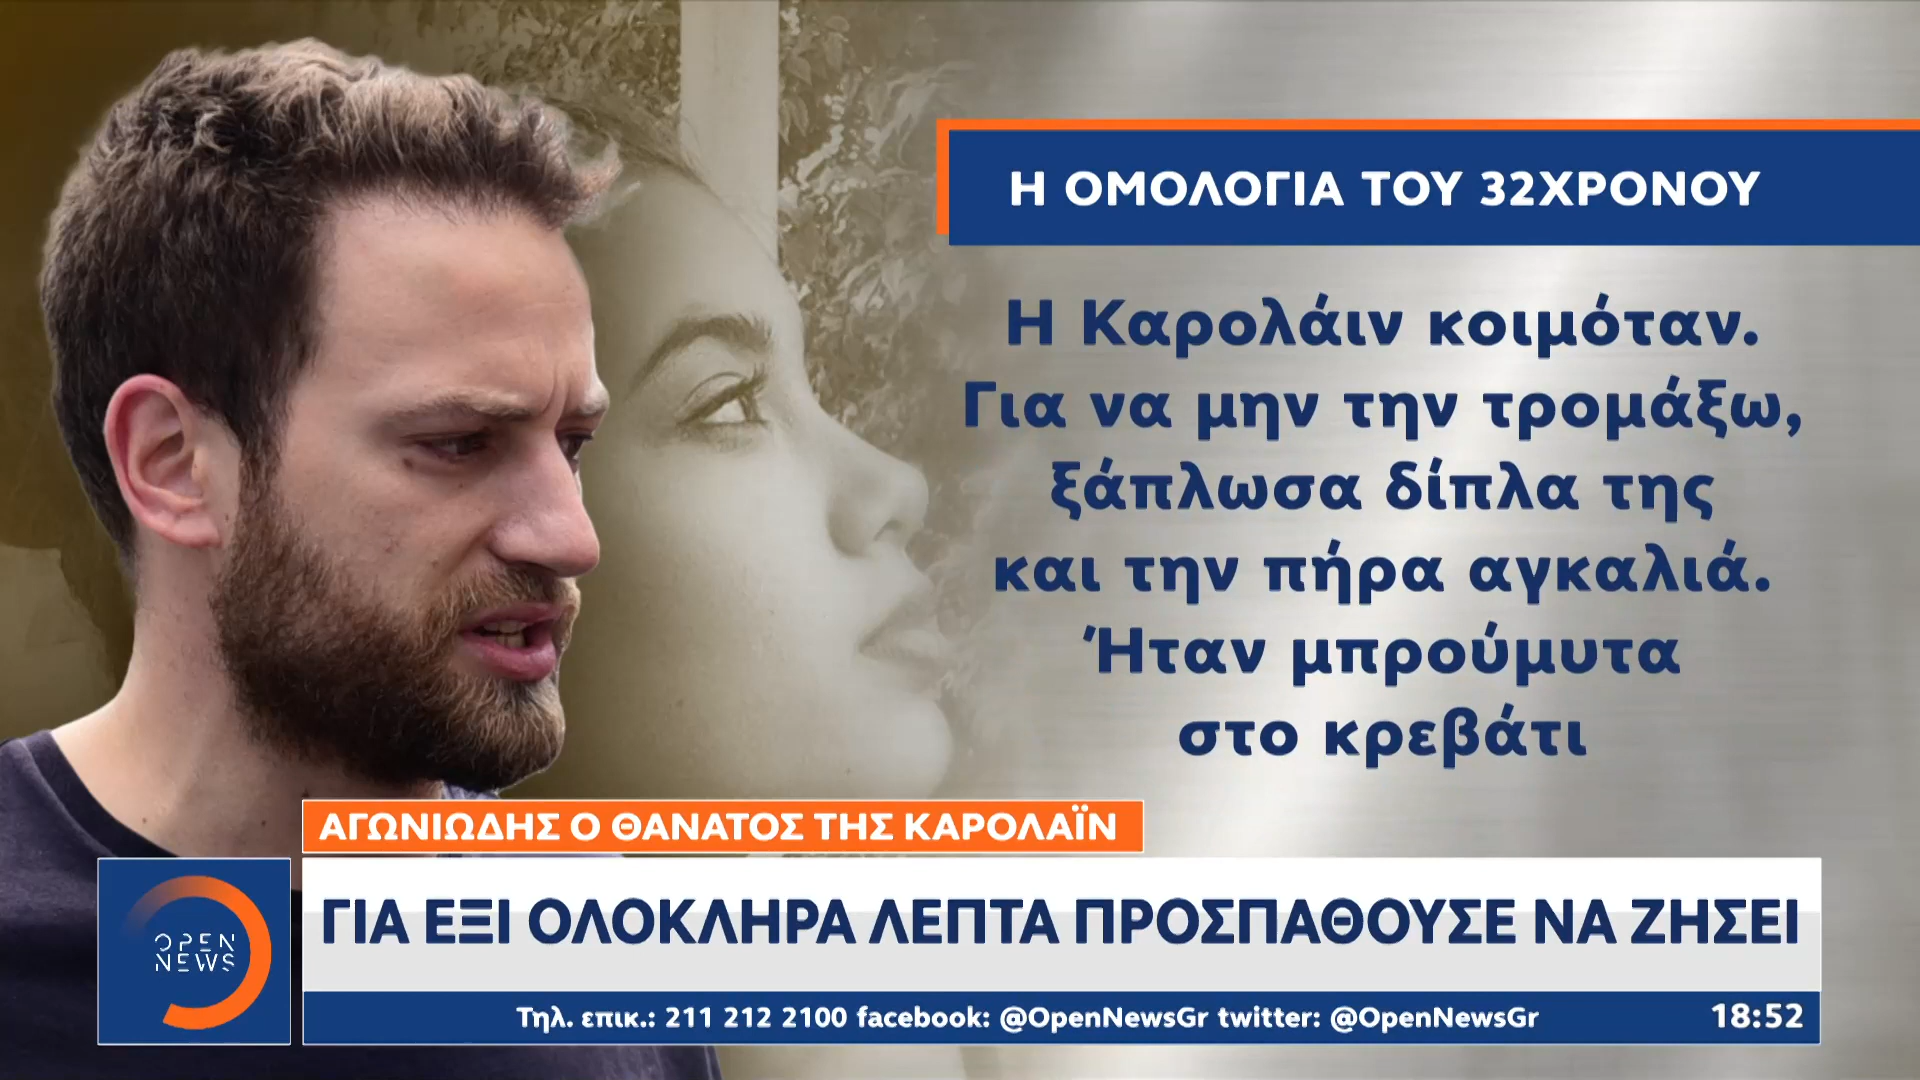 Η ΟΜΟΛΟΓΙΑ ΤΟΥ 32ΧΡΟΝΟΥ
Η Καρολάιν κοιμόταν.
Για να μην την τρομάξω,
ξάπλωσα δίπλα της
και την πήρα αγκαλιά.
Ήταν μπρούμυτα
στο κρεβάτι
ΑΓΩΝΙΩΔΗΣ Ο ΘΑΝΑΤΟΣ ΤΗΣ ΚΑΡΟΛΑΪΝ
ΓΙΑ ΕΞΙ ΟΛΟΚΛΗΡΑ ΛΕΠΤΑ ΠΡΟΣΠΑΘΟΥΣΕ ΝΑ ΖΗΣΕΙ
OPEN
NEWS
Τηλ. επικ.: 211 212 2100 facebook: @OpenNewsGr twitter: @OpenNewsGr 18:52